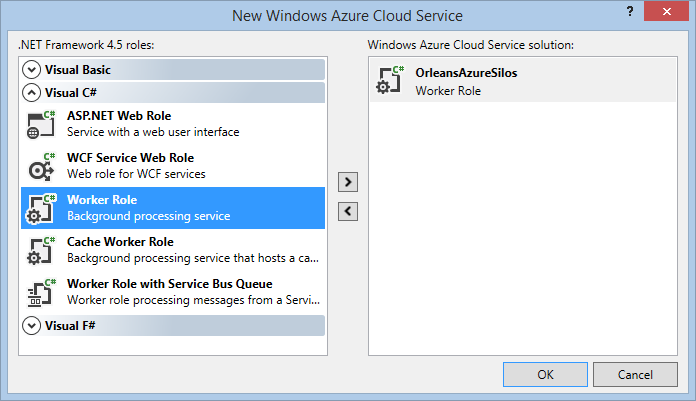 New Windows Azure Cloud Service
?
.NET Framework 4.5 roles:
Visual Basic
Visual C#
C#
ASP.NET Web Role
Service with a web user interface
C#
WCF Service Web Role
Web role for WCF services
C#
Worker Role
Background processing service
C#
Cache Worker Role
Background processing service that hosts a ca...
C#
Worker Role with Service Bus Queue
Worker role processing messages from a Servi...
Visual F#
Windows Azure Cloud Service solution:
C#
OrleansAzureSilos
Worker Role
OK
Cancel